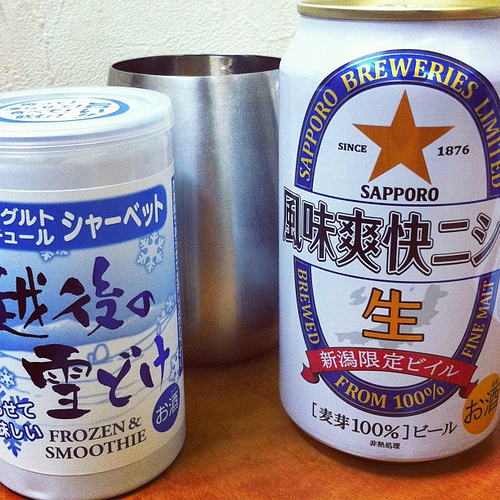 グルト
チュール シャーベット
越後の
雪どけ
せて
しい
お酒
FROZEN &
SMOOTHIE
SAPPORO BREWERIES LIMITED
SINCE 1876
SAPPORO
風味爽快ニシ
生
BREWED
FINE MALT
新潟限定ビイル
FROM 100%
[麦芽100%]ビール
非熱処理
お酒